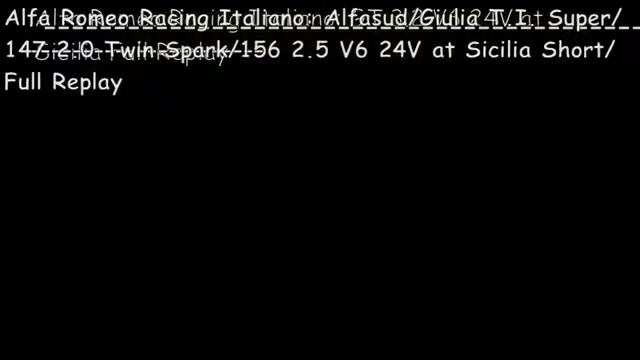 Alfa Romeo Racing Italiano: Alfasud/Giulia T.I. Super/
147 2.0 Twin Spark/156 2.5 V6 24V at Sicilia Short/
Full Replay